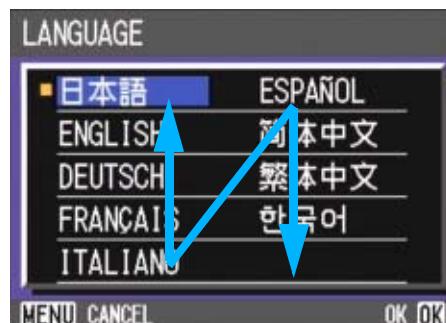 LANGUAGE
日本語
ENGLISH
DEUTSCH
FRANÇAIS
ITALIANO
ESPAÑOL
简体中文
繁体中文
한국어
MENU CANCEL
OK OK